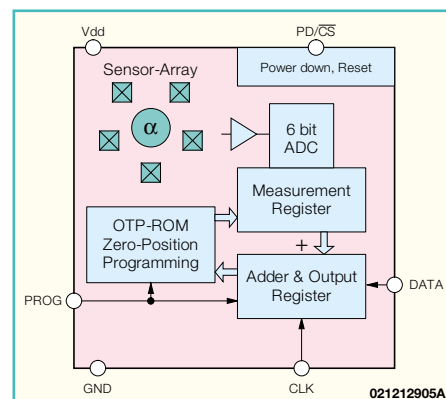 Vdd
PD/C̅S̅
Power down, Reset
Sensor-Array
α
6 bit
ADC
Measurement
Register
OTP-ROM
Zero-Position
Programming
+
Adder & Output
Register
PROG
DATA
GND
CLK
021212905A